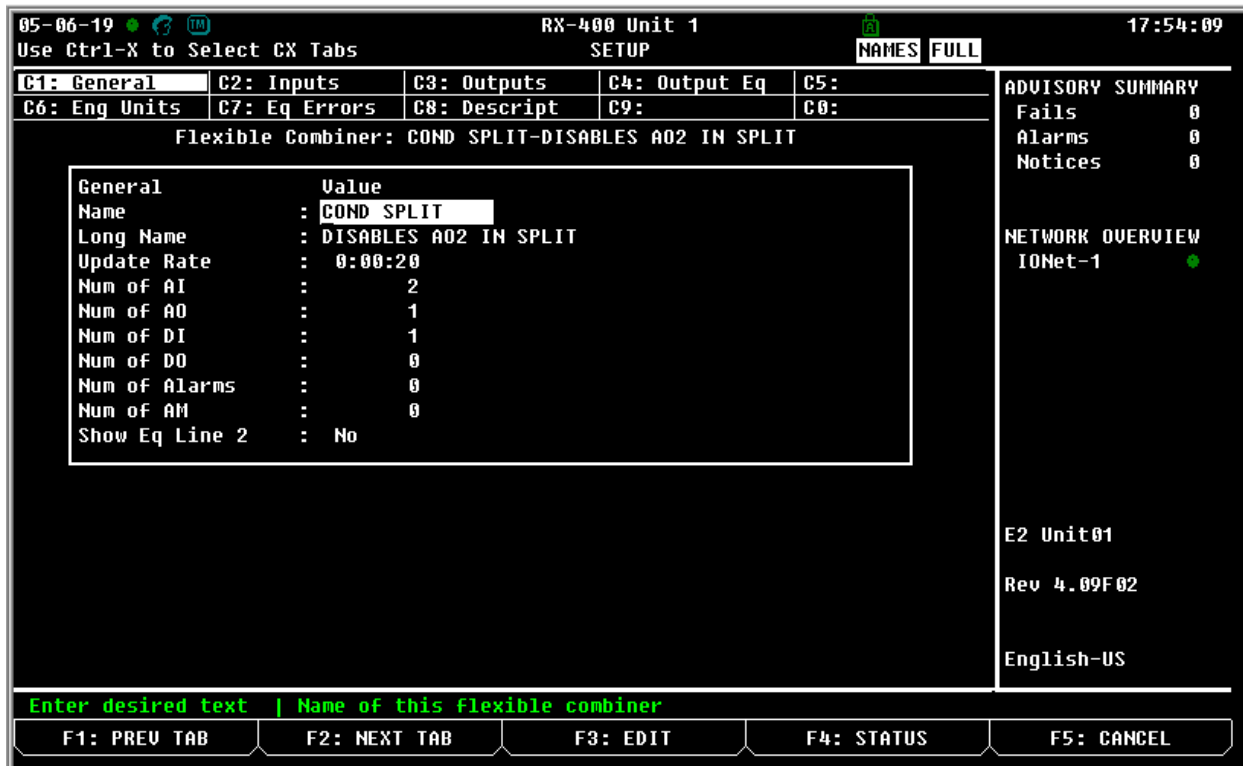 05-06-19 TM RX-400 Unit 1 A 17:54:09
Use Ctrl-X to Select CX Tabs SETUP NAMES FULL
C1: General C2: Inputs C3: Outputs C4: Output Eq C5:
C6: Eng Units C7: Eq Errors C8: Descript C9: C0:
Flexible Combiner: COND SPLIT-DISABLES AO2 IN SPLIT
General Value
Name : COND SPLIT
Long Name : DISABLES AO2 IN SPLIT
Update Rate : 0:00:20
Num of AI : 2
Num of AO : 1
Num of DI : 1
Num of DO : 0
Num of Alarms : 0
Num of AM : 0
Show Eq Line 2 : No
ADVISORY SUMMARY
Fails 0
Alarms 0
Notices 0
NETWORK OVERVIEW
IONet-1
E2 Unit01
Rev 4.09F02
English-US
Enter desired text | Name of this flexible combiner
F1: PREV TAB F2: NEXT TAB F3: EDIT F4: STATUS F5: CANCEL